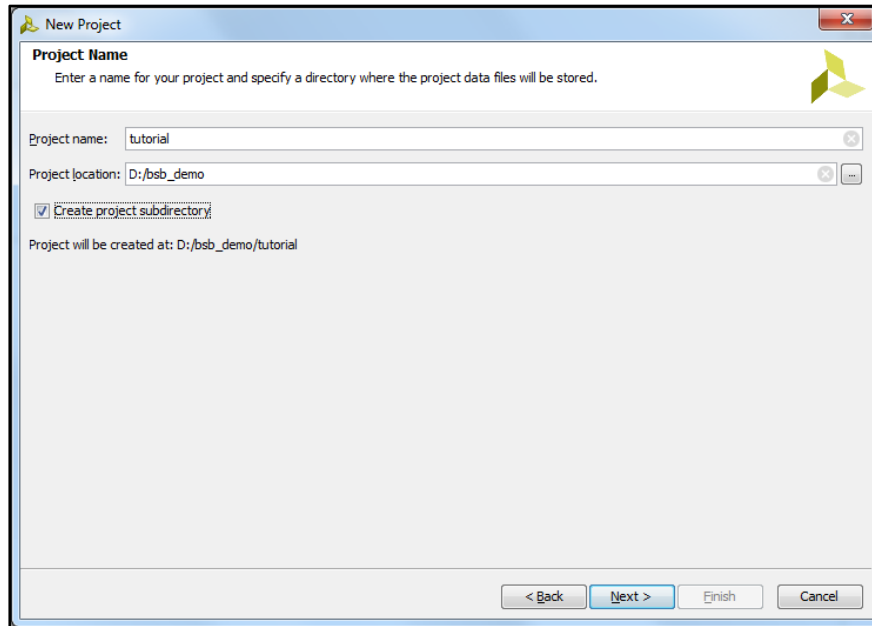 New Project
Project Name
Enter a name for your project and specify a directory where the project data files will be stored.
Project name: tutorial
Project location: D:/bsb_demo ...
Create project subdirectory
Project will be created at: D:/bsb_demo/tutorial
< Back Next > Finish Cancel